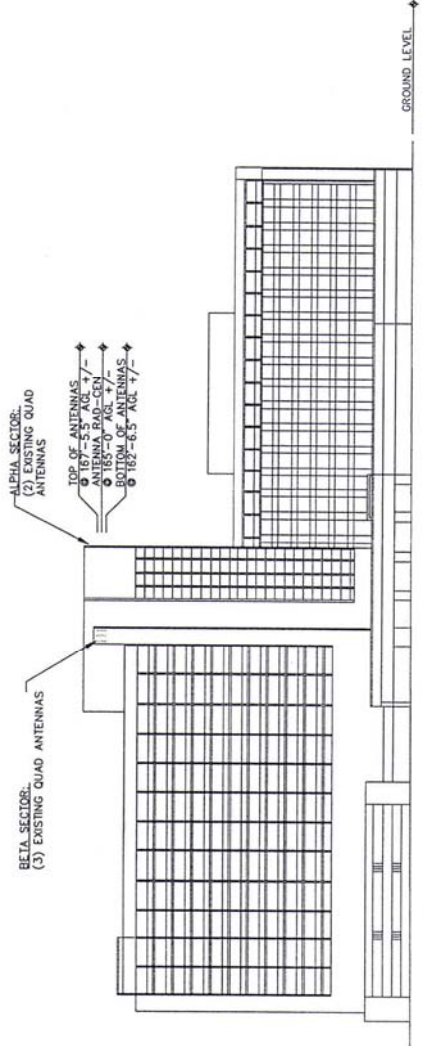 ALPHA SECTOR:
(2) EXISTING QUAD
ANTENNAS
TOP OF ANTENNAS
@ 167'-5.5" AGL +/-
ANTENNA RAD-CEN
@ 165'-0" AGL +/-
BOTTOM OF ANTENNAS
@ 162'-6.5" AGL +/-
BETA SECTOR:
(3) EXISTING QUAD ANTENNAS
GROUND LEVEL